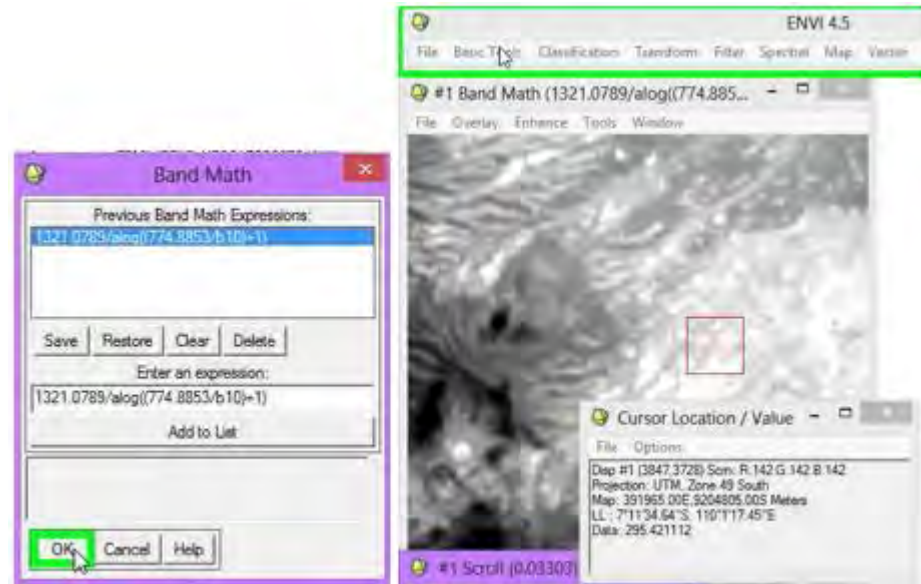 ENVI 4.5
File Basic Tools Classification Transform Filter Spectral Map Vector
#1 Band Math (1321.0789/alog((774.885...
File Overlay Enhance Tools Window
Band Math
Previous Band Math Expressions:
1321.0789/alog((774.8853/b10)+1)
Save Restore Clear Delete
Enter an expression:
1321.0789/alog((774.8853/b10)+1)
Add to List
OK Cancel Help
Cursor Location / Value
File Options
Disp #1 (3847,3728) Scrn: R:142 G:142 B:142
Projection: UTM, Zone 49 South
Map: 391965.00E,9204805.00S Meters
LL : 7°11'34.64"S, 110°1'17.45"E
Data: 295.421112
#1 Scroll (0.03303)